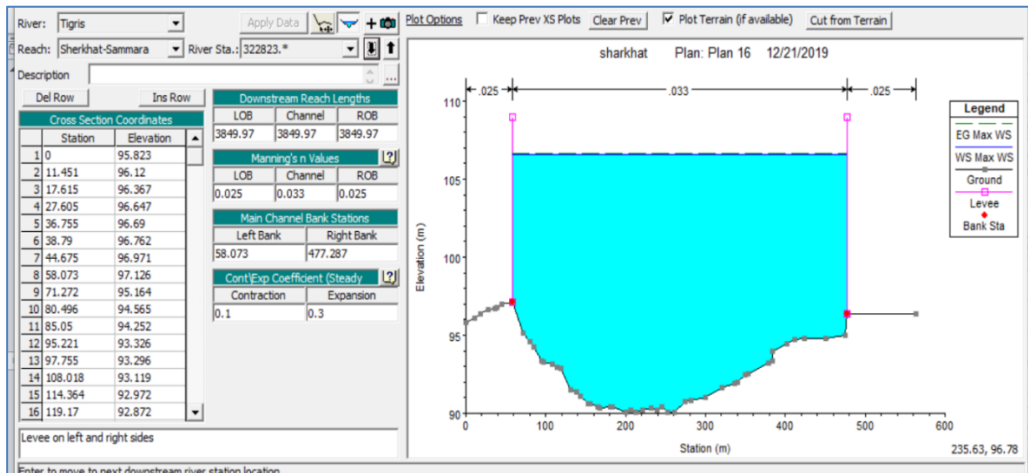 River: Tigris Apply Data
Reach: Sherkhat-Sammara River Sta.: 322823.*
Description ...
Del Row Ins Row
Cross Section Coordinates
Station Elevation
1 0 95.823
2 11.451 96.12
3 17.615 96.367
4 27.605 96.647
5 36.755 96.69
6 38.79 96.762
7 44.675 96.971
8 58.073 97.126
9 71.272 95.164
10 80.496 94.565
11 85.05 94.252
12 95.221 93.326
13 97.755 93.296
14 108.018 93.119
15 114.364 92.972
16 119.17 92.872
Downstream Reach Lengths
LOB Channel ROB
3849.97 3849.97 3849.97
Manning's n Values ?
LOB Channel ROB
0.025 0.033 0.025
Main Channel Bank Stations
Left Bank Right Bank
58.073 477.287
Cont\Exp Coefficient (Steady ?
Contraction Expansion
0.1 0.3
Levee on left and right sides
Enter to move to next downstream river station location
Plot Options Keep Prev XS Plots Clear Prev Plot Terrain (if available) Cut from Terrain
sharkhat Plan: Plan 16 12/21/2019
.025 .033 .025
110
105
100
95
90
Elevation (m)
0 100 200 300 400 500 600
Station (m)
Legend
EG Max WS
WS Max WS
Ground
Levee
Bank Sta
235.63, 96.78